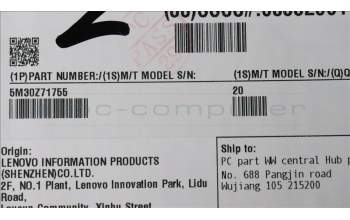 (1P)PART NUMBER:/(1S)M/T MODEL S/N:
(1S)M/T MODEL S/N:/(Q)Q
5M30Z71755
20
c-computer
Origin:
LENOVO INFORMATION PRODUCTS
(SHENZHEN)CO.LTD.
2F, NO.1 Plant, Lenovo Innovation Park, Lidu
Road,
Ship to:
PC part WW central Hub
No. 688 Pangjin road
Wujiang 105 215200